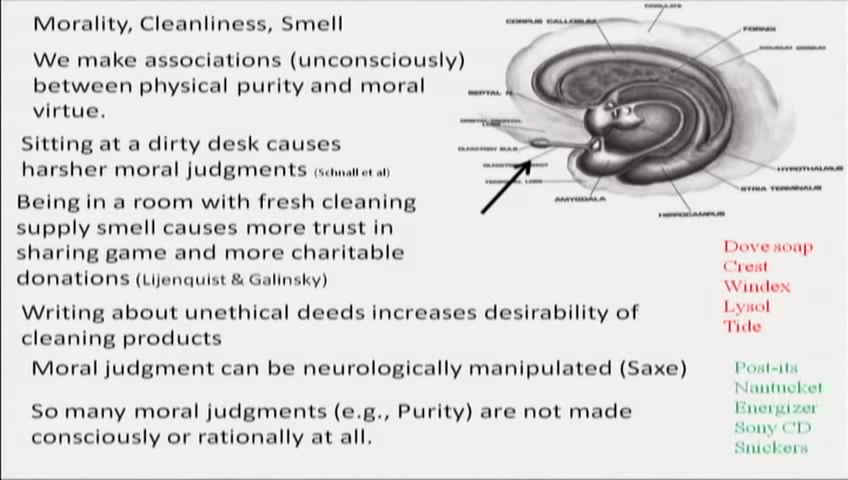 Morality, Cleanliness, Smell
We make associations (unconsciously)
between physical purity and moral
virtue.
Sitting at a dirty desk causes
harsher moral judgments (Schnall et al)
Being in a room with fresh cleaning
supply smell causes more trust in
sharing game and more charitable
donations (Lijenquist & Galinsky)
Writing about unethical deeds increases desirability of
cleaning products
Moral judgment can be neurologically manipulated (Saxe)
So many moral judgments (e.g., Purity) are not made
consciously or rationally at all.
CINGULATE
CORPUS CALLOSUM
FORNIX
SEPTAL N.
OLFACTORY BULB
TEMPORAL LOBE
AMYGDALA
HIPPOCAMPUS
STRIA TERMINALIS
HYPOTHALMUS
Dove soap
Crest
Windex
Lysol
Tide
Post-its
Nantucket
Energizer
Sony CD
Snickers